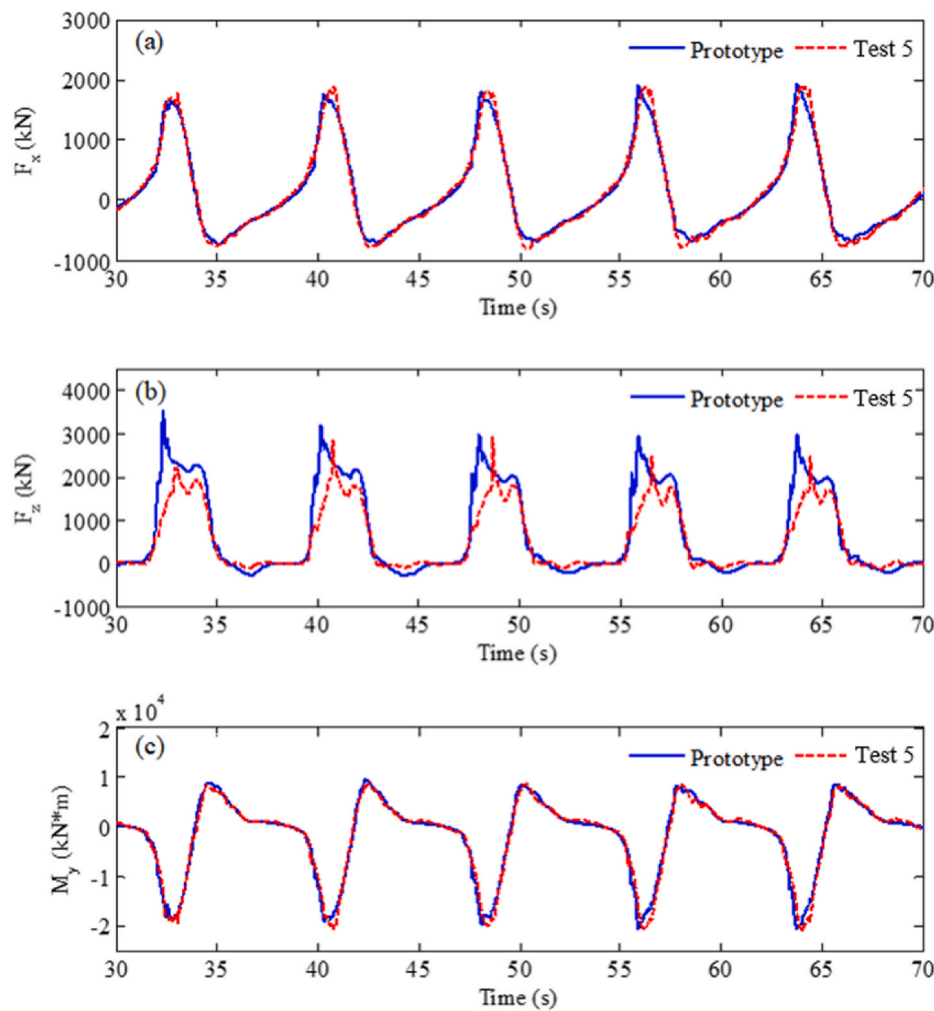 3000
(a)
Prototype
Test 5
2000
1000
0
-1000
F_x (kN)
30 35 40 45 50 55 60 65 70
Time (s)
4000
(b)
Prototype
Test 5
3000
2000
1000
0
-1000
F_z (kN)
30 35 40 45 50 55 60 65 70
Time (s)
x 10^4
2
(c)
Prototype
Test 5
1
0
-1
-2
M_y (kN*m)
30 35 40 45 50 55 60 65 70
Time (s)